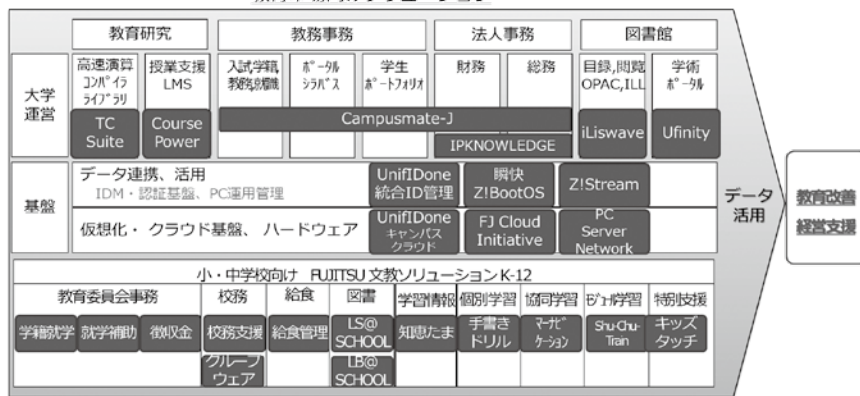 教育研究
教務事務
法人事務
図書館
大学
運営
高速演算
コンパイラ
ライブラリ
授業支援
LMS
入試学籍,
教務,就職
ポータル
シラバス
学生
ポートフォリオ
財務
総務
目録,閲覧
OPAC,ILL
学術
ポータル
TC
Suite
Course
Power
Campusmate-J
IPKNOWLEDGE
iLiswave
Ufinity
基盤
データ連携、活用
IDM・認証基盤、PC運用管理
UnifIDone
統合ID管理
瞬快
Z!BootOS
Z!Stream
仮想化・クラウド基盤、ハードウェア
UnifIDone
キャンパス
クラウド
FJ Cloud
Initiative
PC
Server
Network
データ
活用
教育改善
経営支援
小・中学校向け FUJITSU 文教ソリューションK-12
教育委員会事務
校務
給食
図書
学習情報
個別学習
協同学習
ﾓｼﾞｭｰﾙ学習
特別支援
学籍就学
就学補助
徴収金
校務支援
給食管理
LS@
SCHOOL
知恵たま
手書き
ドリル
マーナビ
ケーション
Shu-Chu-
Train
キッズ
タッチ
グループ
ウェア
LB@
SCHOOL